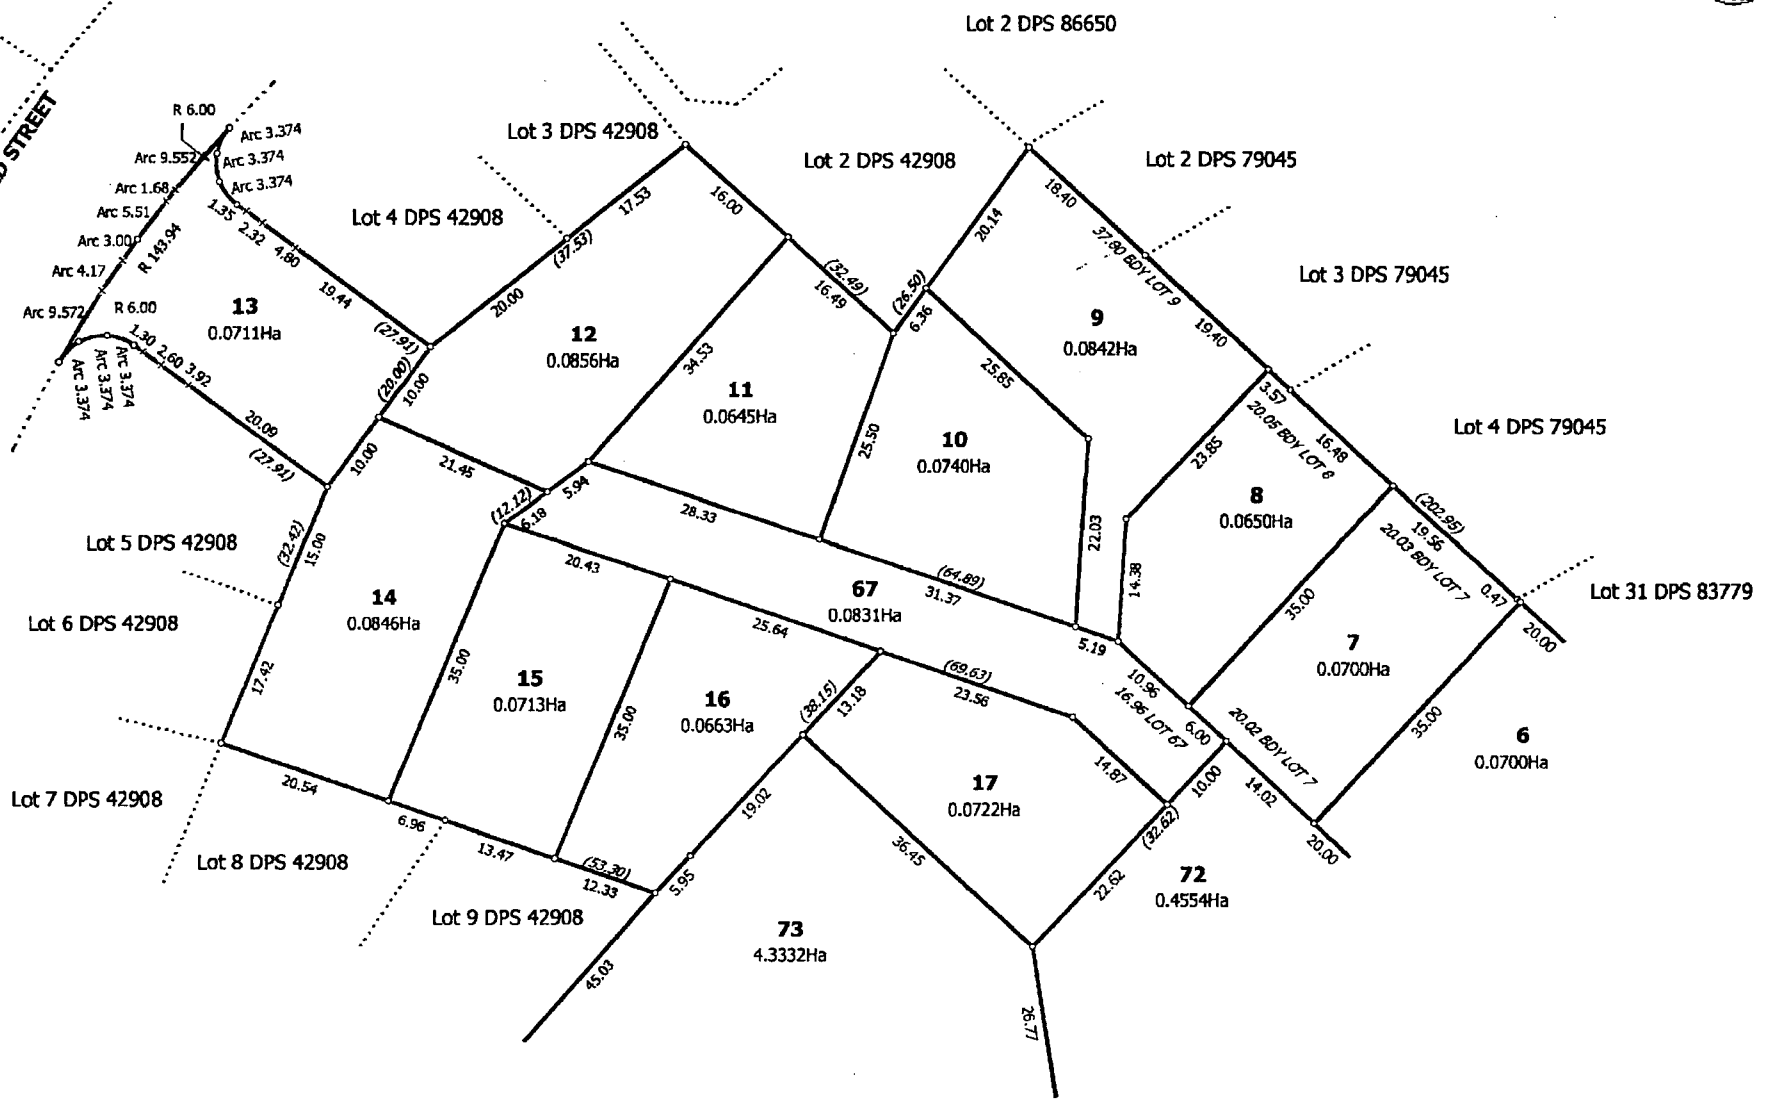 Lot 2 DPS 86650
STREET
R 6.00
Arc 3.374
Arc 9.552
Arc 3.374
Arc 3.374
Arc 1.68
Arc 5.51
Arc 3.00
R 143.94
Arc 4.17
Arc 9.572
R 6.00
Arc 3.374
Arc 3.374
Arc 3.374
1.35
2.32
4.80
19.44
(27.91)
13
0.0711Ha
1.30
2.60
3.92
20.09
(27.91)
Lot 3 DPS 42908
Lot 4 DPS 42908
17.53
(37.53)
20.00
(20.00)
10.00
10.00
12
0.0856Ha
16.00
Lot 2 DPS 42908
(32.49)
16.49
34.53
11
0.0645Ha
(26.50)
6.36
20.14
Lot 2 DPS 79045
18.40
37.80 BDY LOT 9
19.40
Lot 3 DPS 79045
9
0.0842Ha
25.85
25.50
10
0.0740Ha
22.03
3.57
20.05 BDY LOT 8
16.48
Lot 4 DPS 79045
23.85
8
0.0650Ha
14.38
(202.95)
19.56
20.03 BDY LOT 7
0.47
Lot 31 DPS 83779
20.00
35.00
7
0.0700Ha
35.00
6
0.0700Ha
21.45
(12.12)
5.94
6.18
28.33
(64.89)
31.37
67
0.0831Ha
5.19
10.96
16.96 LOT 67
6.00
20.02 BDY LOT 7
14.02
20.00
Lot 5 DPS 42908
(32.42)
15.00
Lot 6 DPS 42908
17.42
14
0.0846Ha
35.00
20.43
25.64
15
0.0713Ha
35.00
16
0.0663Ha
(38.15)
13.18
(69.63)
23.56
14.87
10.00
(32.62)
17
0.0722Ha
22.62
72
0.4554Ha
Lot 7 DPS 42908
20.54
6.96
13.47
(53.30)
12.33
5.95
19.02
36.45
Lot 8 DPS 42908
Lot 9 DPS 42908
73
4.3332Ha
45.03
26.77